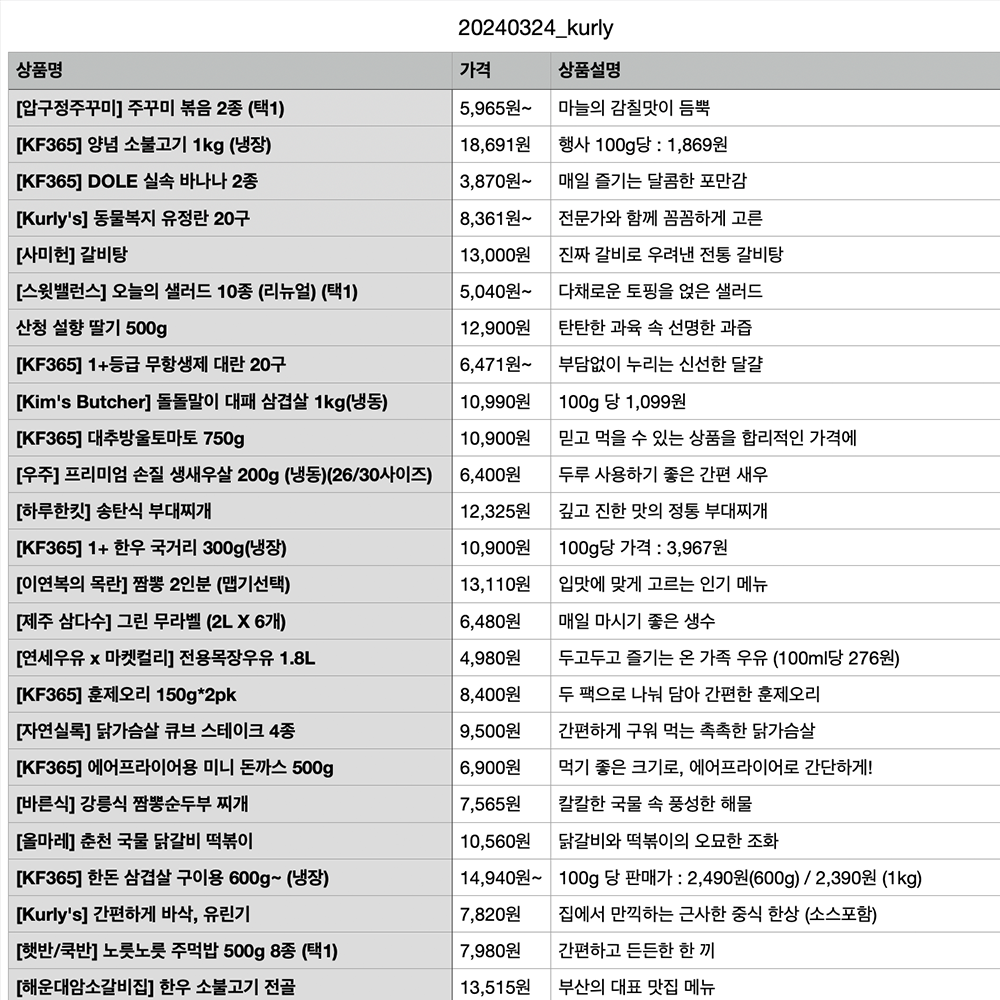 20240324_kurly
상품명 가격 상품설명
[압구정주꾸미] 주꾸미 볶음 2종 (택1) 5,965원~ 마늘의 감칠맛이 듬뿍
[KF365] 양념 소불고기 1kg (냉장) 18,691원 행사 100g당 : 1,869원
[KF365] DOLE 실속 바나나 2종 3,870원~ 매일 즐기는 달콤한 포만감
[Kurly's] 동물복지 유정란 20구 8,361원~ 전문가와 함께 꼼꼼하게 고른
[사미헌] 갈비탕 13,000원 진짜 갈비로 우려낸 전통 갈비탕
[스윗밸런스] 오늘의 샐러드 10종 (리뉴얼) (택1) 5,040원~ 다채로운 토핑을 얹은 샐러드
산청 설향 딸기 500g 12,900원 탄탄한 과육 속 선명한 과즙
[KF365] 1+등급 무항생제 대란 20구 6,471원~ 부담없이 누리는 신선한 달걀
[Kim's Butcher] 돌돌말이 대패 삼겹살 1kg(냉동) 10,990원 100g 당 1,099원
[KF365] 대추방울토마토 750g 10,900원 믿고 먹을 수 있는 상품을 합리적인 가격에
[우주] 프리미엄 손질 생새우살 200g (냉동)(26/30사이즈) 6,400원 두루 사용하기 좋은 간편 새우
[하루한킷] 송탄식 부대찌개 12,325원 깊고 진한 맛의 정통 부대찌개
[KF365] 1+ 한우 국거리 300g(냉장) 10,900원 100g당 가격 : 3,967원
[이연복의 목란] 짬뽕 2인분 (맵기선택) 13,110원 입맛에 맞게 고르는 인기 메뉴
[제주 삼다수] 그린 무라벨 (2L X 6개) 6,480원 매일 마시기 좋은 생수
[연세우유 x 마켓컬리] 전용목장우유 1.8L 4,980원 두고두고 즐기는 온 가족 우유 (100ml당 276원)
[KF365] 훈제오리 150g*2pk 8,400원 두 팩으로 나눠 담아 간편한 훈제오리
[자연실록] 닭가슴살 큐브 스테이크 4종 9,500원 간편하게 구워 먹는 촉촉한 닭가슴살
[KF365] 에어프라이어용 미니 돈까스 500g 6,900원 먹기 좋은 크기로, 에어프라이어로 간단하게!
[바른식] 강릉식 짬뽕순두부 찌개 7,565원 칼칼한 국물 속 풍성한 해물
[올마레] 춘천 국물 닭갈비 떡볶이 10,560원 닭갈비와 떡볶이의 오묘한 조화
[KF365] 한돈 삼겹살 구이용 600g~ (냉장) 14,940원~ 100g 당 판매가 : 2,490원(600g) / 2,390원 (1kg)
[Kurly's] 간편하게 바삭, 유린기 7,820원 집에서 만끽하는 근사한 중식 한상 (소스포함)
[햇반/쿡반] 노릇노릇 주먹밥 500g 8종 (택1) 7,980원 간편하고 든든한 한 끼
[해운대암소갈비집] 한우 소불고기 전골 13,515원 부산의 대표 맛집 메뉴